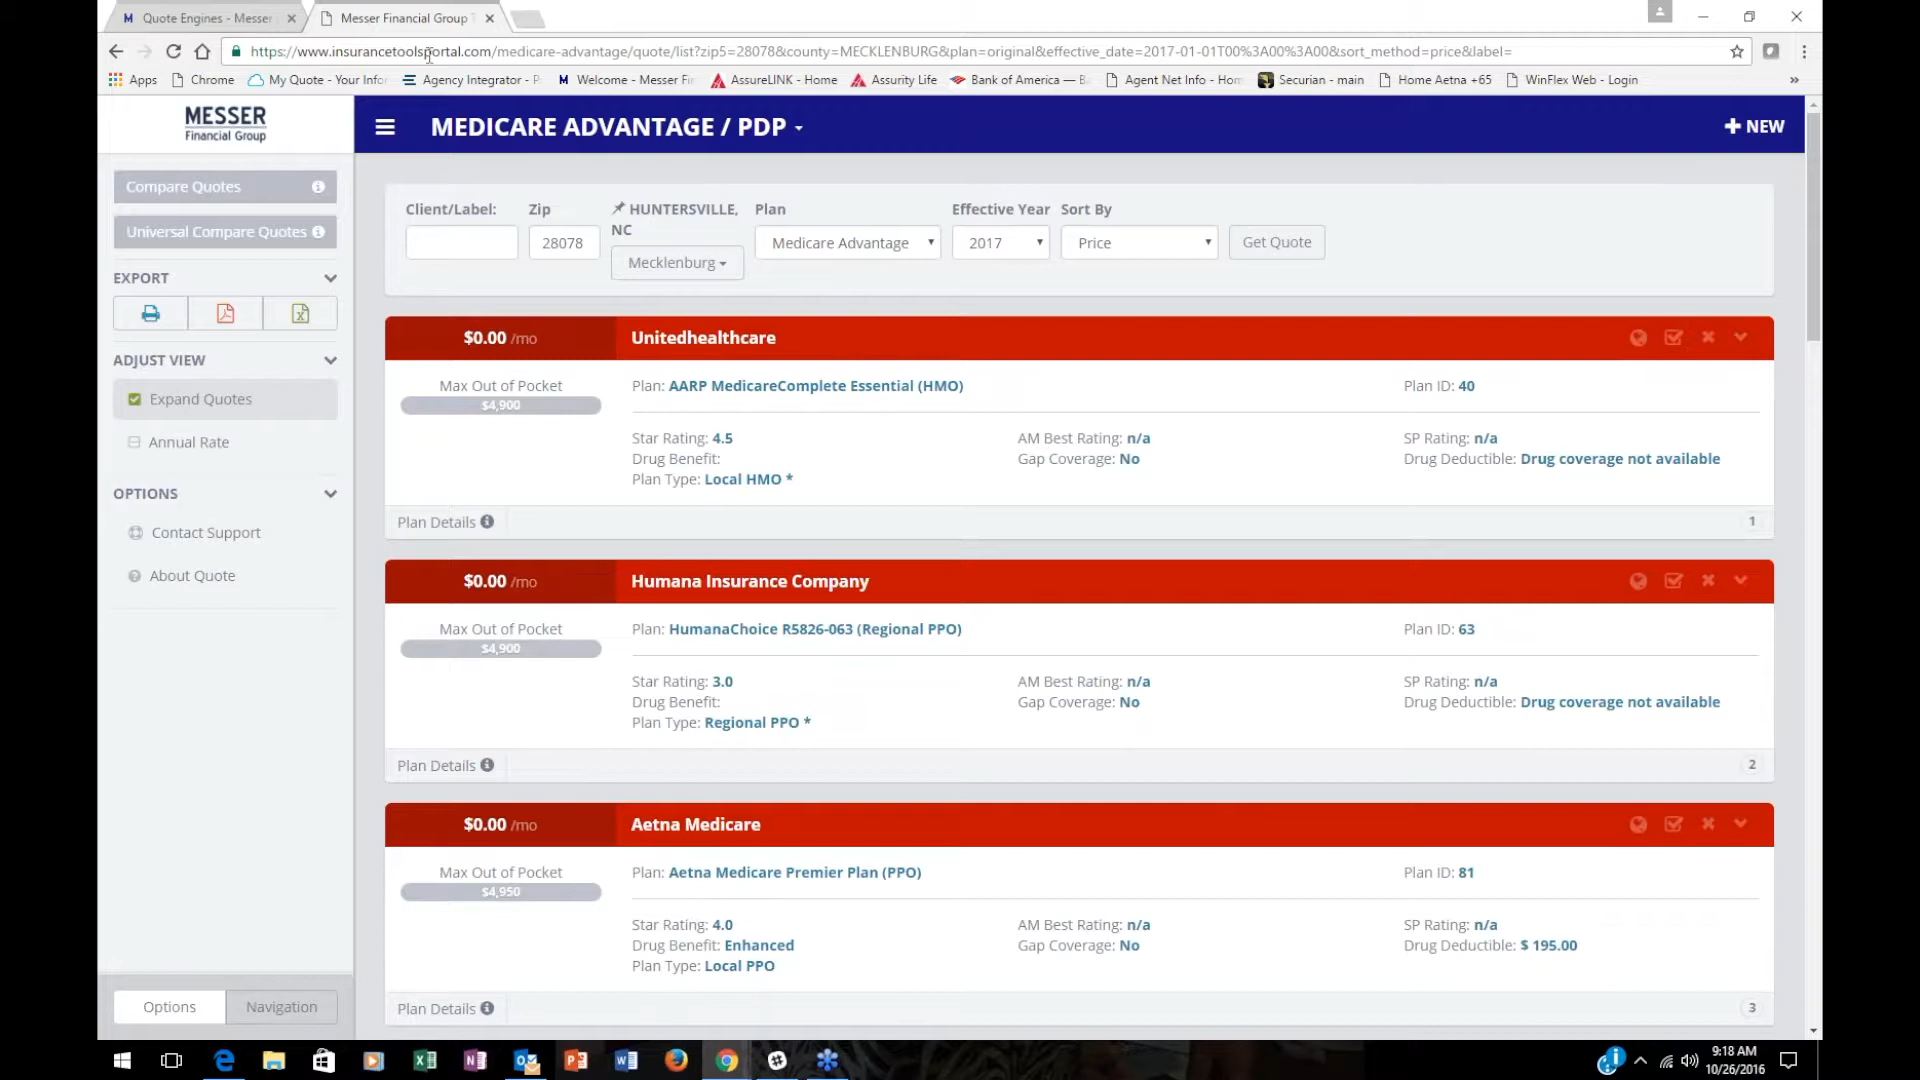 Quote Engines - Messer
Messer Financial Group T
https://www.insurancetoolsportal.com/medicare-advantage/quote/list?zip5=28078&county=MECKLENBURG&plan=original&effective_date=2017-01-01T00%3A00%3A00&sort_method=price&label=
Apps Chrome My Quote - Your Info Agency Integrator - P Welcome - Messer Fi AssureLINK - Home Assurity Life Bank of America — B Agent Net Info - Hom Securian - main Home Aetna +65 WinFlex Web - Login »
MESSER
Financial Group
MEDICARE ADVANTAGE / PDP
NEW
Compare Quotes
Universal Compare Quotes
EXPORT
ADJUST VIEW
Expand Quotes
Annual Rate
OPTIONS
Contact Support
About Quote
Options Navigation
Client/Label: Zip HUNTERSVILLE, NC Plan Effective Year Sort By
28078 Mecklenburg Medicare Advantage 2017 Price Get Quote
$0.00 /mo Unitedhealthcare
Max Out of Pocket Plan: AARP MedicareComplete Essential (HMO) Plan ID: 40
$4,900
Star Rating: 4.5 AM Best Rating: n/a SP Rating: n/a
Drug Benefit: Gap Coverage: No Drug Deductible: Drug coverage not available
Plan Type: Local HMO *
Plan Details 1
$0.00 /mo Humana Insurance Company
Max Out of Pocket Plan: HumanaChoice R5826-063 (Regional PPO) Plan ID: 63
$4,900
Star Rating: 3.0 AM Best Rating: n/a SP Rating: n/a
Drug Benefit: Gap Coverage: No Drug Deductible: Drug coverage not available
Plan Type: Regional PPO *
Plan Details 2
$0.00 /mo Aetna Medicare
Max Out of Pocket Plan: Aetna Medicare Premier Plan (PPO) Plan ID: 81
$4,950
Star Rating: 4.0 AM Best Rating: n/a SP Rating: n/a
Drug Benefit: Enhanced Gap Coverage: No Drug Deductible: $ 195.00
Plan Type: Local PPO
Plan Details 3
9:18 AM
10/26/2016